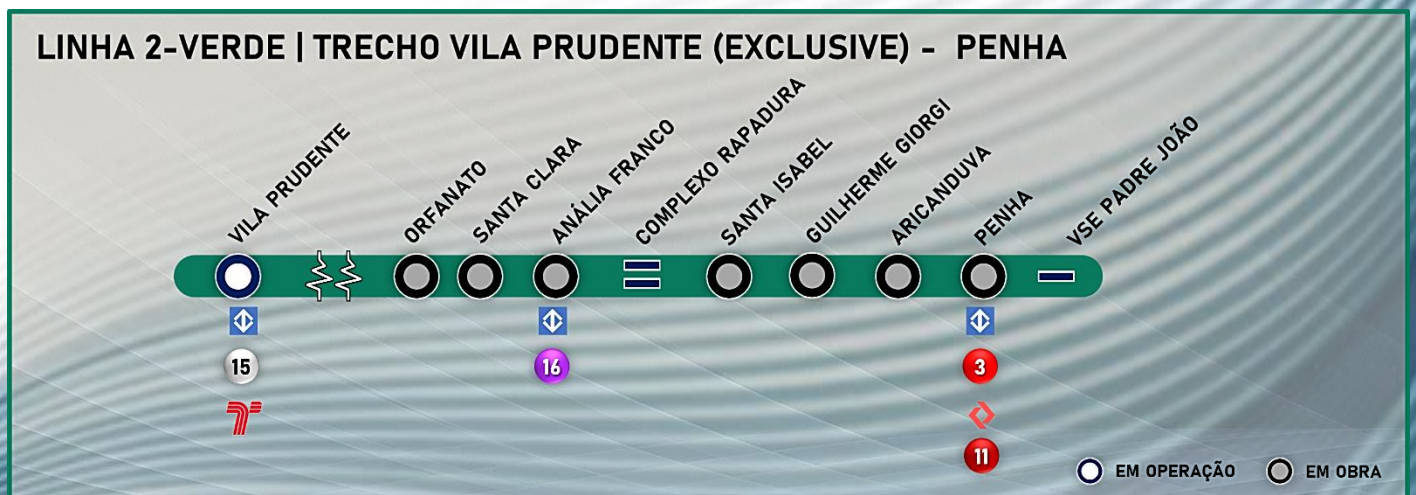 LINHA 2-VERDE | TRECHO VILA PRUDENTE (EXCLUSIVE) - PENHA
VILA PRUDENTE
ORFANATO
SANTA CLARA
ANÁLIA FRANCO
COMPLEXO RAPADURA
SANTA ISABEL
GUILHERME GIORGI
ARICANDUVA
PENHA
VSE PADRE JOÃO
15
16
3
11
EM OPERAÇÃO
EM OBRA